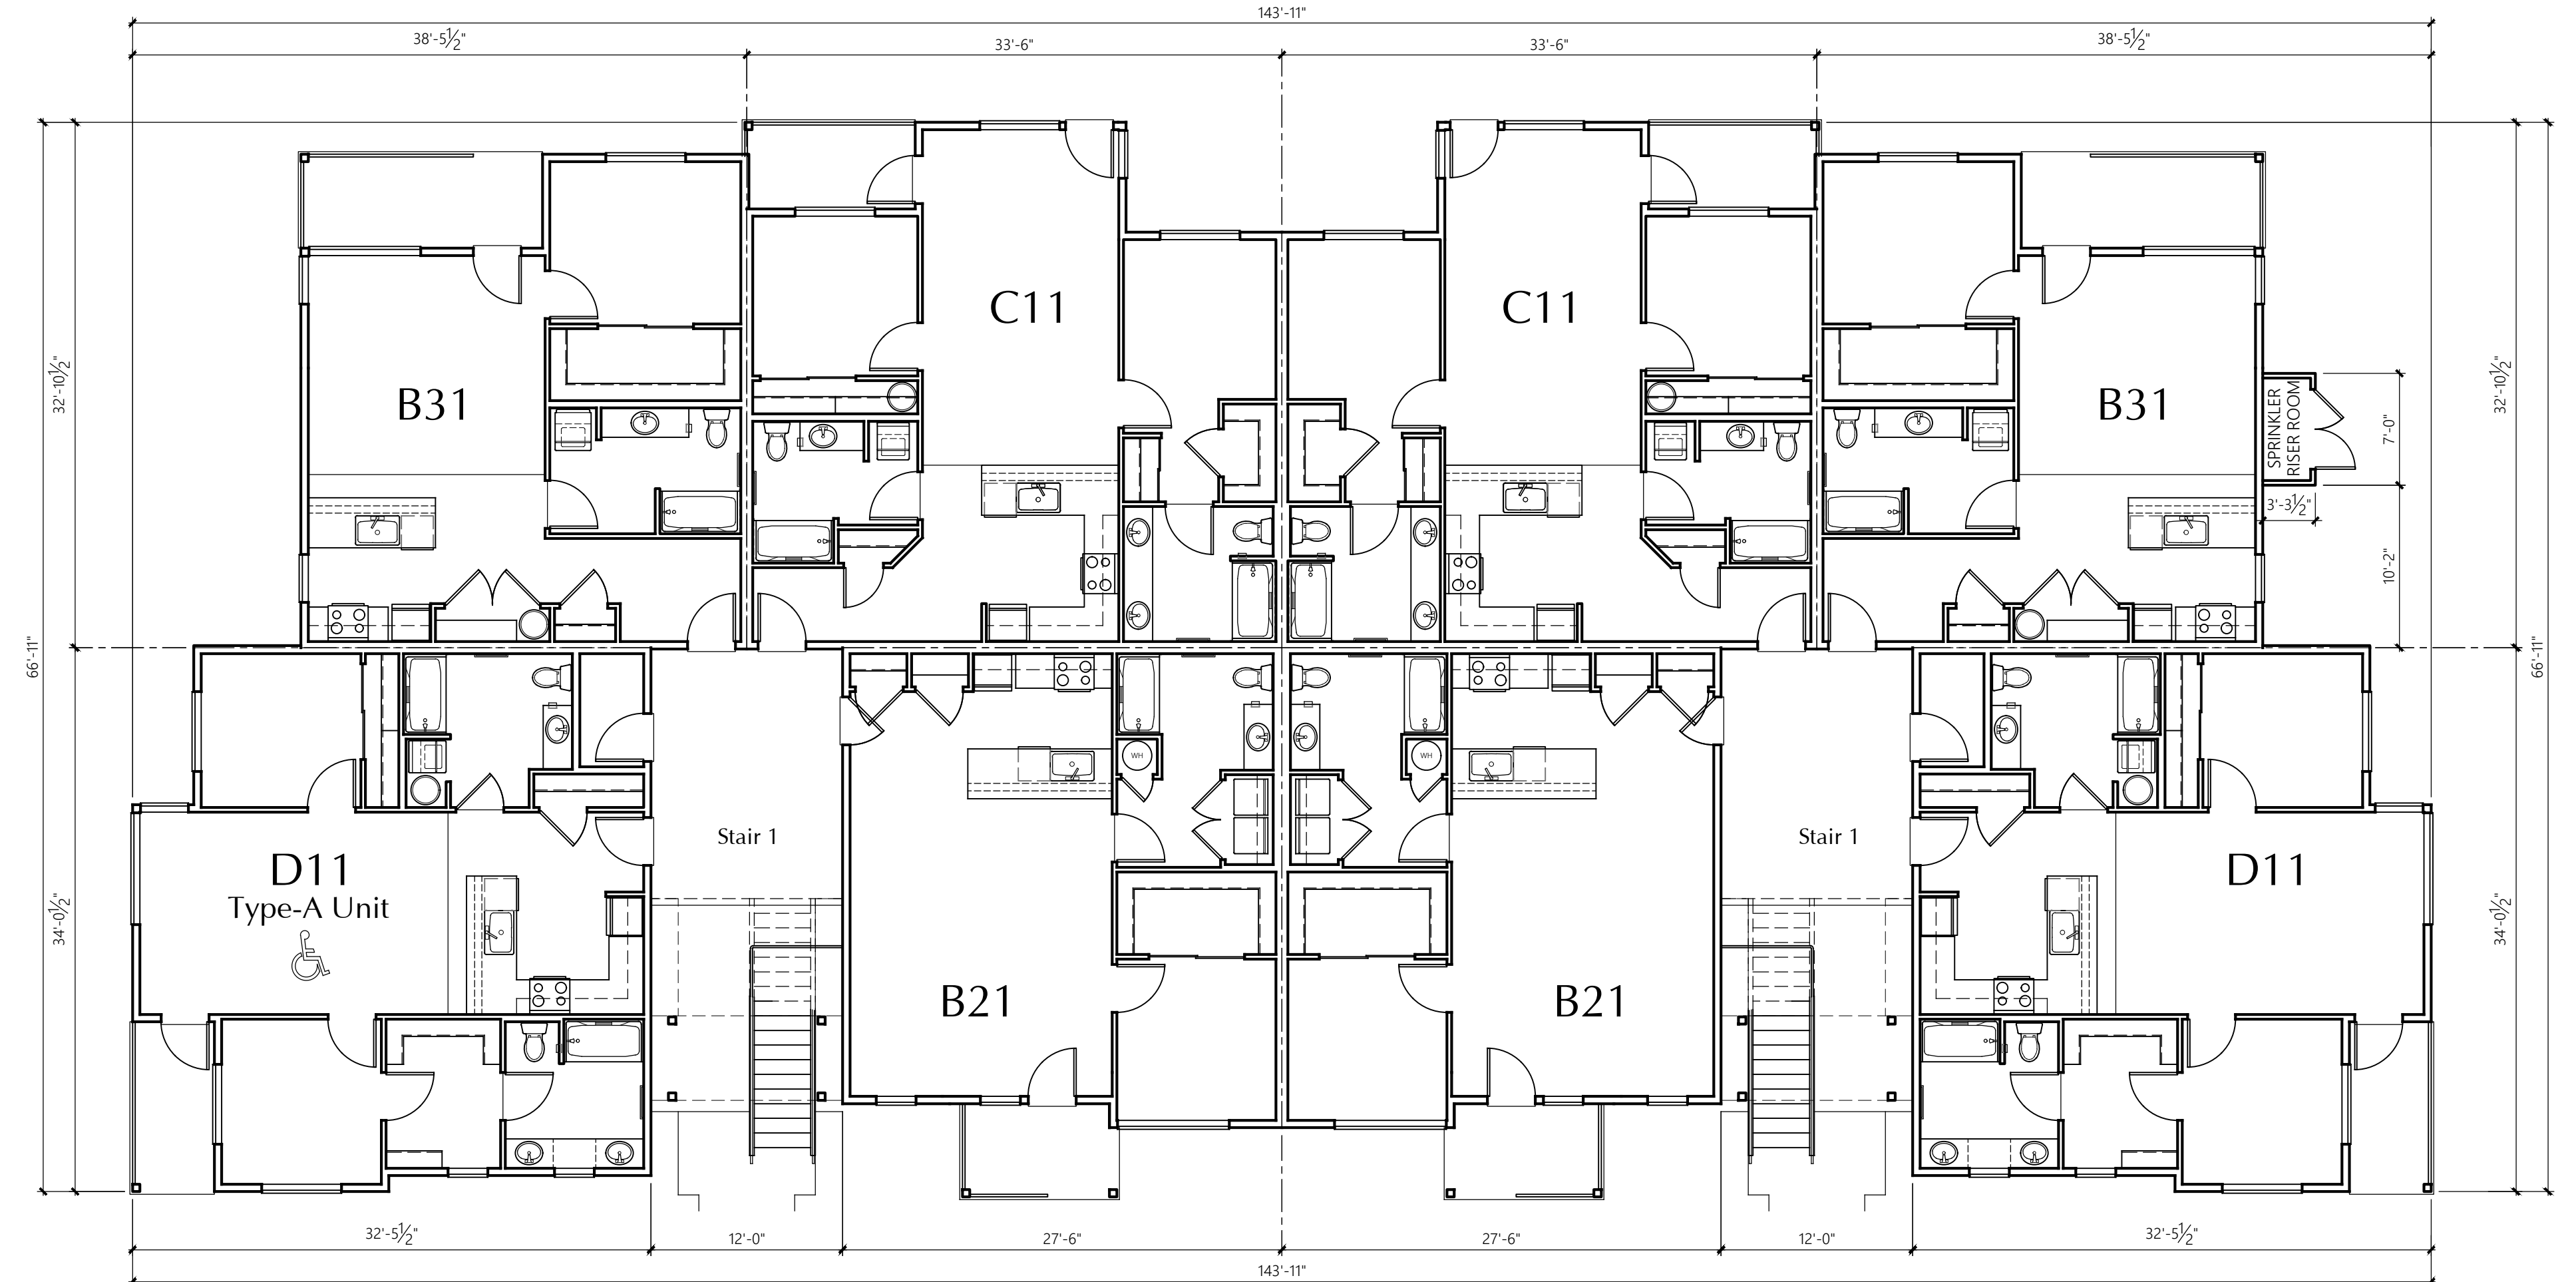 143'-11"
38'-5½"
33'-6"
33'-6"
38'-5½"
C11
C11
B31
B31
32'-10½"
32'-10½"
SPRINKLER
RISER ROOM
7'-0"
3'-3½"
10'-2"
66'-11"
66'-11"
WH
WH
Stair 1
Stair 1
D11
Type-A Unit
D11
34'-0½"
34'-0½"
B21
B21
32'-5½"
12'-0"
27'-6"
27'-6"
12'-0"
32'-5½"
143'-11"